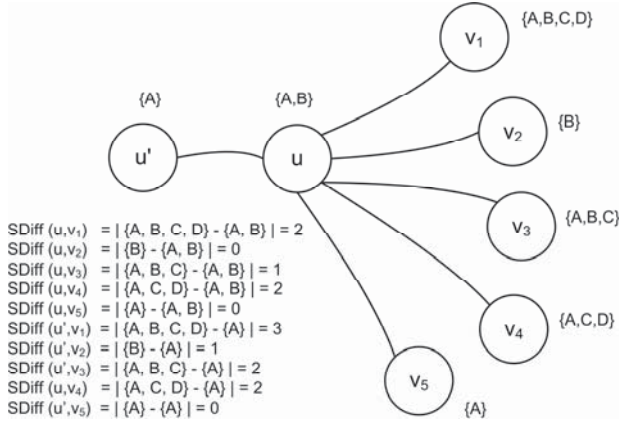 {A,B,C,D}
v1
{A}
{A,B}
{B}
v2
u'
u
{A,B,C}
v3
SDiff (u,v1) = | {A, B, C, D} - {A, B} | = 2
SDiff (u,v2) = | {B} - {A, B} | = 0
SDiff (u,v3) = | {A, B, C} - {A, B} | = 1
SDiff (u,v4) = | {A, C, D} - {A, B} | = 2
SDiff (u,v5) = | {A} - {A, B} | = 0
SDiff (u',v1) = | {A, B, C, D} - {A} | = 3
SDiff (u',v2) = | {B} - {A} | = 1
SDiff (u',v3) = | {A, B, C} - {A} | = 2
SDiff (u,v4) = | {A, C, D} - {A} | = 2
SDiff (u',v5) = | {A} - {A} | = 0
{A,C,D}
v4
v5
{A}